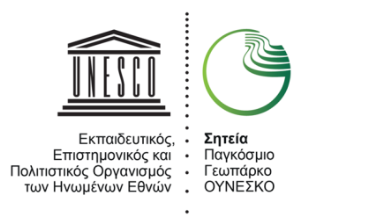 UNESCO
Εκπαιδευτικός,
Επιστημονικός και
Πολιτιστικός Οργανισμός
των Ηνωμένων Εθνών
Σητεία
Παγκόσμιο
Γεωπάρκο
ΟΥΝΕΣΚΟ